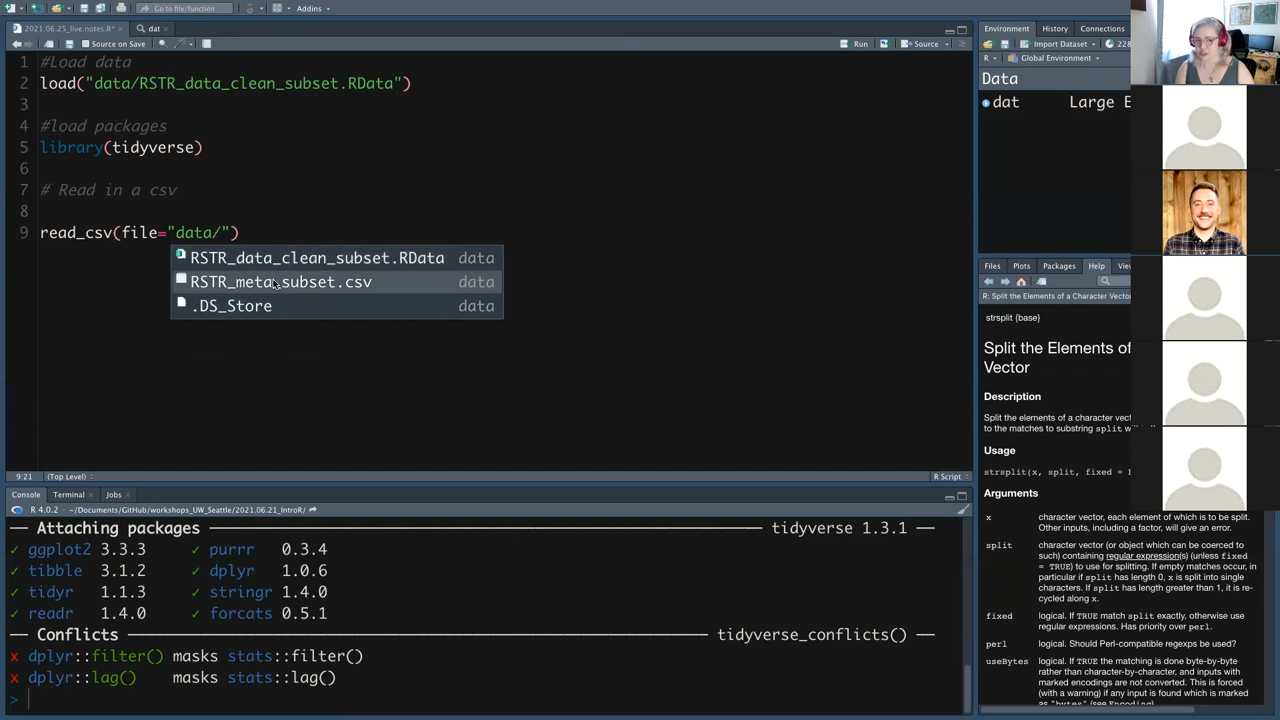 Go to file/function
Addins
2021.06.25_live.notes.R*
dat
Source on Save
Run
Source
1 #Load data
2 load("data/RSTR_data_clean_subset.RData")
3
4 #load packages
5 library(tidyverse)
6
7 # Read in a csv
8
9 read_csv(file="data/")
RSTR_data_clean_subset.RData data
RSTR_meta_subset.csv data
.DS_Store data
9:21 (Top Level)
R Script
Console Terminal Jobs
R 4.0.2 · ~/Documents/GitHub/workshops_UW_Seattle/2021.06.21_IntroR/
── Attaching packages ── tidyverse 1.3.1 ──
✓ ggplot2 3.3.3 ✓ purrr 0.3.4
✓ tibble 3.1.2 ✓ dplyr 1.0.6
✓ tidyr 1.1.3 ✓ stringr 1.4.0
✓ readr 1.4.0 ✓ forcats 0.5.1
── Conflicts ── tidyverse_conflicts() ──
x dplyr::filter() masks stats::filter()
x dplyr::lag() masks stats::lag()
>
Environment History Connections
Import Dataset 228
R Global Environment
Data
dat Large E
Files Plots Packages Help
R: Split the Elements of a Character Vector
strsplit {base}
Split the Elements of
Vector
Description
Split the elements of a character
to the matches to substring split
Usage
strsplit(x, split, fixed =
Arguments
x character vector, each element of which is to be split.
Other inputs, including a factor, will give an error.
split character vector (or object which can be coerced to
such) containing regular expression(s) (unless fixed
= TRUE) to use for splitting. If empty matches occur, in
particular if split has length 0, x is split into single
characters. If split has length greater than 1, it is re-
cycled along x.
fixed logical. If TRUE match split exactly, otherwise use
regular expressions. Has priority over perl.
perl logical. Should Perl-compatible regexps be used?
useBytes logical. If TRUE the matching is done byte-by-byte
rather than character-by-character, and inputs with
marked encodings are not converted. This is forced
(with a warning) if any input is found which is marked
as "bytes" (see Encoding).